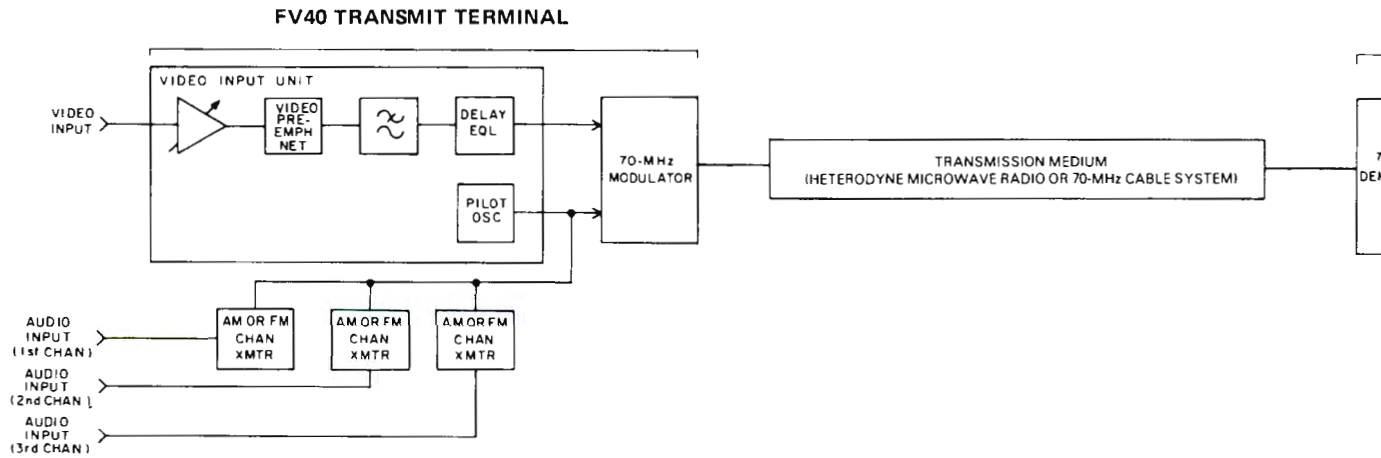 FV40 TRANSMIT TERMINAL
VIDEO INPUT UNIT
VIDEO
INPUT
VIDEO
PRE-
EMPH
NET
DELAY
EQL
PILOT
OSC
70-MHz
MODULATOR
TRANSMISSION MEDIUM
(HETERODYNE MICROWAVE RADIO OR 70-MHz CABLE SYSTEM)
7
DEM
AUDIO
INPUT
(1st CHAN)
AM OR FM
CHAN
XMTR
AM OR FM
CHAN
XMTR
AM OR FM
CHAN
XMTR
AUDIO
INPUT
(2nd CHAN)
AUDIO
INPUT
(3rd CHAN)